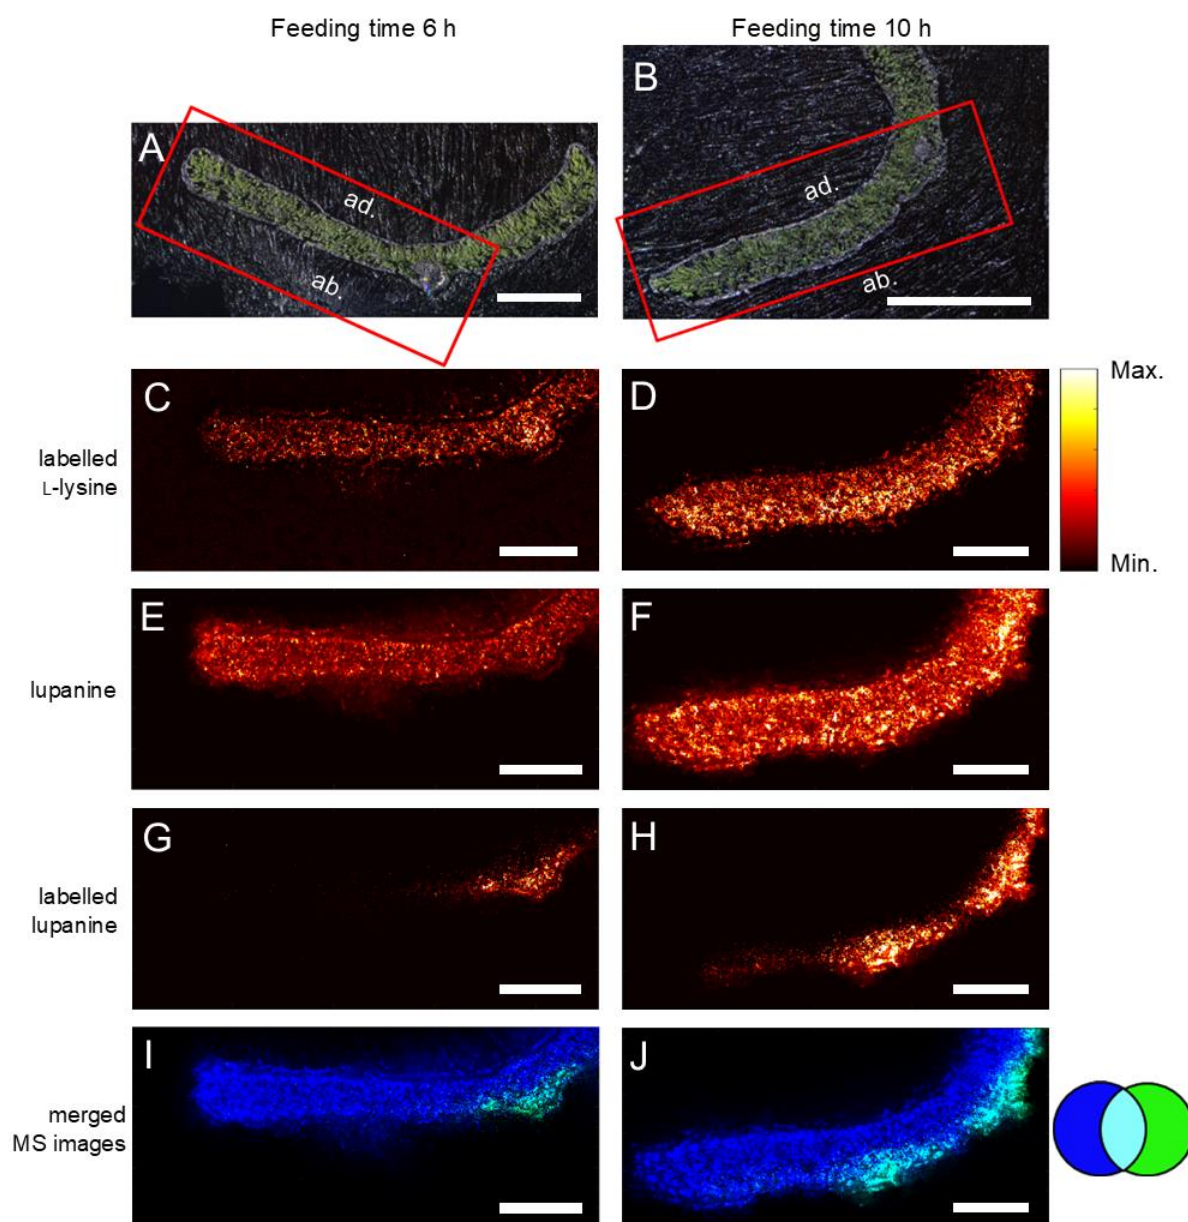 Feeding time 6 h
Feeding time 10 h
A
ad.
ab.
B
ad.
ab.
C
D
Max.
Min.
labelled
L-lysine
E
F
lupanine
G
H
labelled
lupanine
I
J
merged
MS images